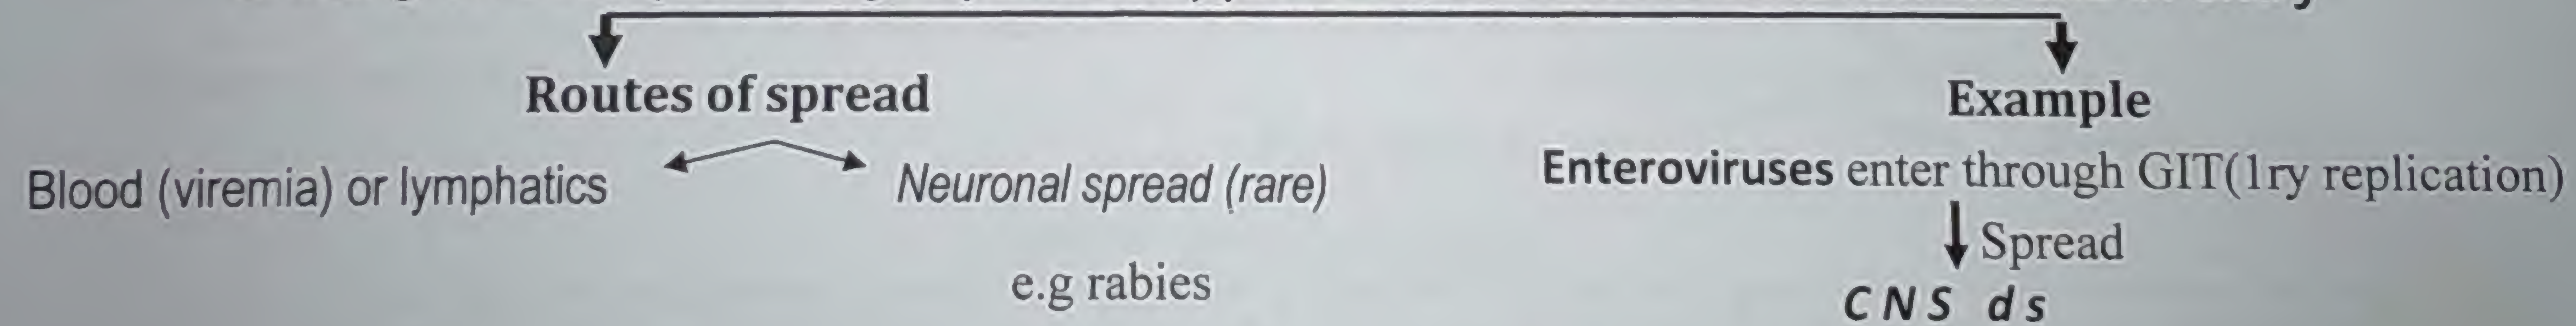 Routes of spread
Example
Blood (viremia) or lymphatics
Neuronal spread (rare)
Enteroviruses enter through GIT(1ry replication)
Spread
e.g rabies
CNS ds